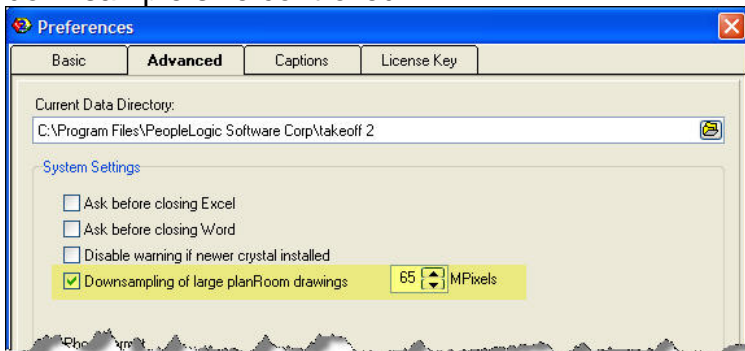 Preferences
Basic Advanced Captions License Key
Current Data Directory:
C:\Program Files\PeopleLogic Software Corp\takeoff 2
System Settings
Ask before closing Excel
Ask before closing Word
Disable warning if newer crystal installed
Downsampling of large planRoom drawings 65 MPixels